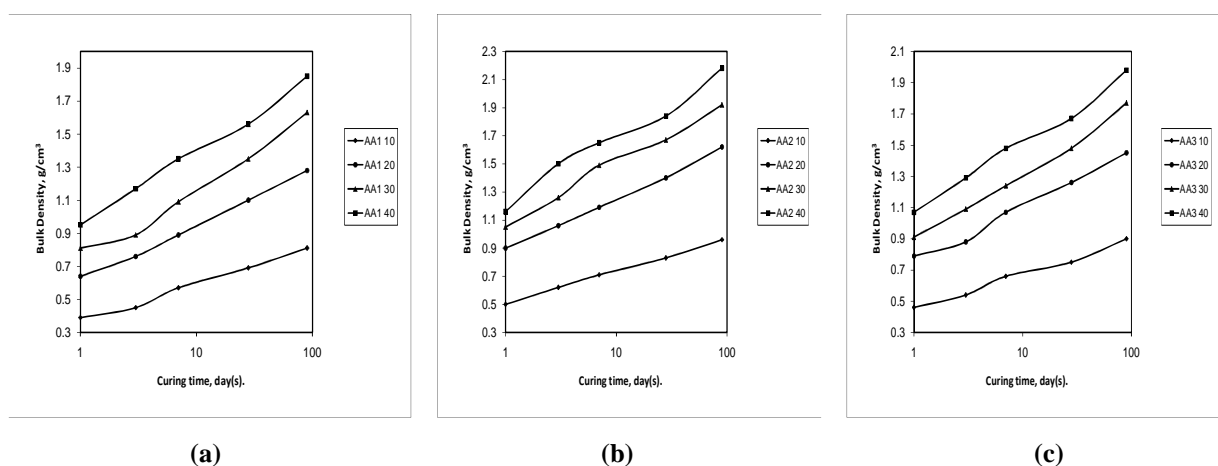 Bulk Density, g/cm³
1.9
1.7
1.5
1.3
1.1
0.9
0.7
0.5
0.3
1 10 100
Curing time, day(s).
AA1 10
AA1 20
AA1 30
AA1 40
(a)
Bulk Density, g/cm³
2.3
2.1
1.9
1.7
1.5
1.3
1.1
0.9
0.7
0.5
0.3
1 10 100
Curing time, day(s).
AA2 10
AA2 20
AA2 30
AA2 40
(b)
Bulk Density, g/cm³
2.1
1.9
1.7
1.5
1.3
1.1
0.9
0.7
0.5
0.3
1 10 100
Curing time, day(s).
AA3 10
AA3 20
AA3 30
AA3 40
(c)